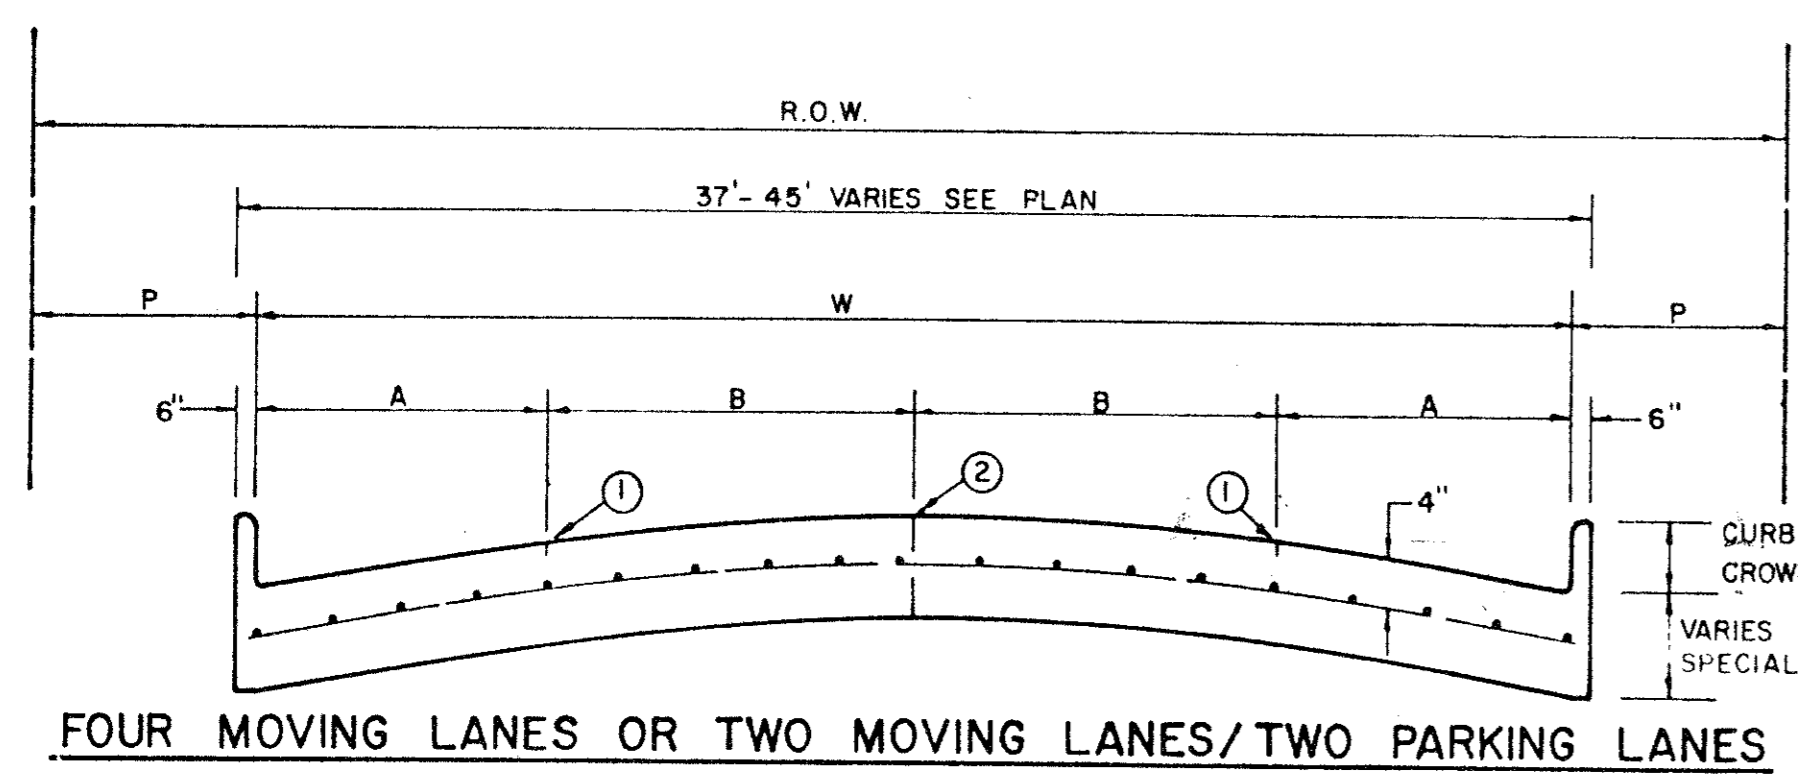 R.O.W.
37'- 45' VARIES SEE PLAN
P W P
6" A B B A 6"
1 2 1 4"
CURB
CROW
VARIES
SPECIAL
FOUR MOVING LANES OR TWO MOVING LANES/TWO PARKING LANES